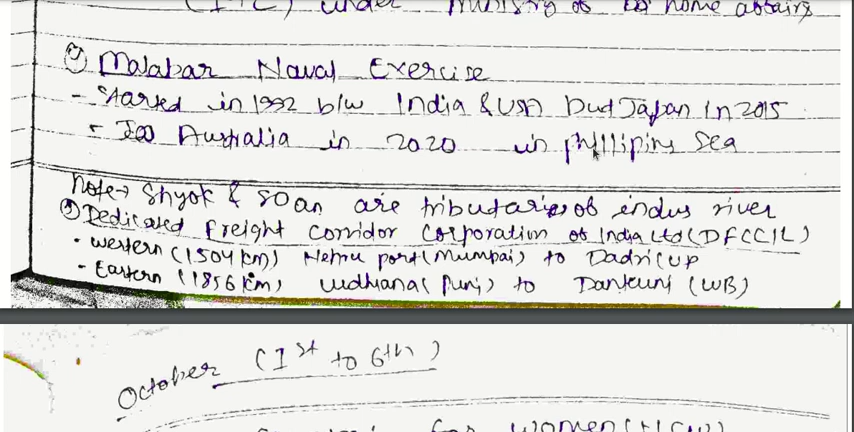 (I4C) under Ministry of home affairs
Malabar Naval Exercise
- Started in 1992 b/w India & USA but Japan in 2015
- Australia in 2020 in phillipins Sea
Note → Shyok & soan are tributaries of indus river
Dedicated freight corridor Corporation of India Ltd (DFCCIL)
• western (1504 km) Nehru port (Mumbai) to Dadri (UP
- Eastern (1856 km) Ludhiana (Punj) to Dankuni (WB)
October (1st to 6th)
for women